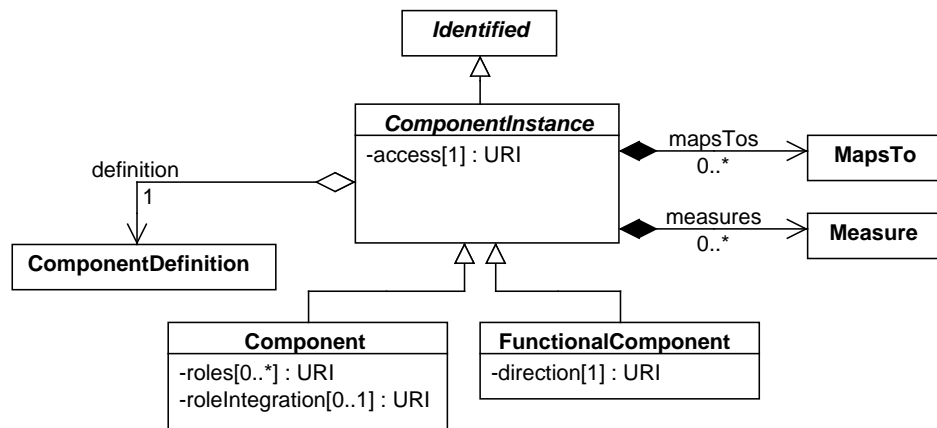 Identified
ComponentInstance
-access[1] : URI
mapsTos
0..*
MapsTo
definition
1
measures
0..*
Measure
ComponentDefinition
Component
-roles[0..*] : URI
-roleIntegration[0..1] : URI
FunctionalComponent
-direction[1] : URI